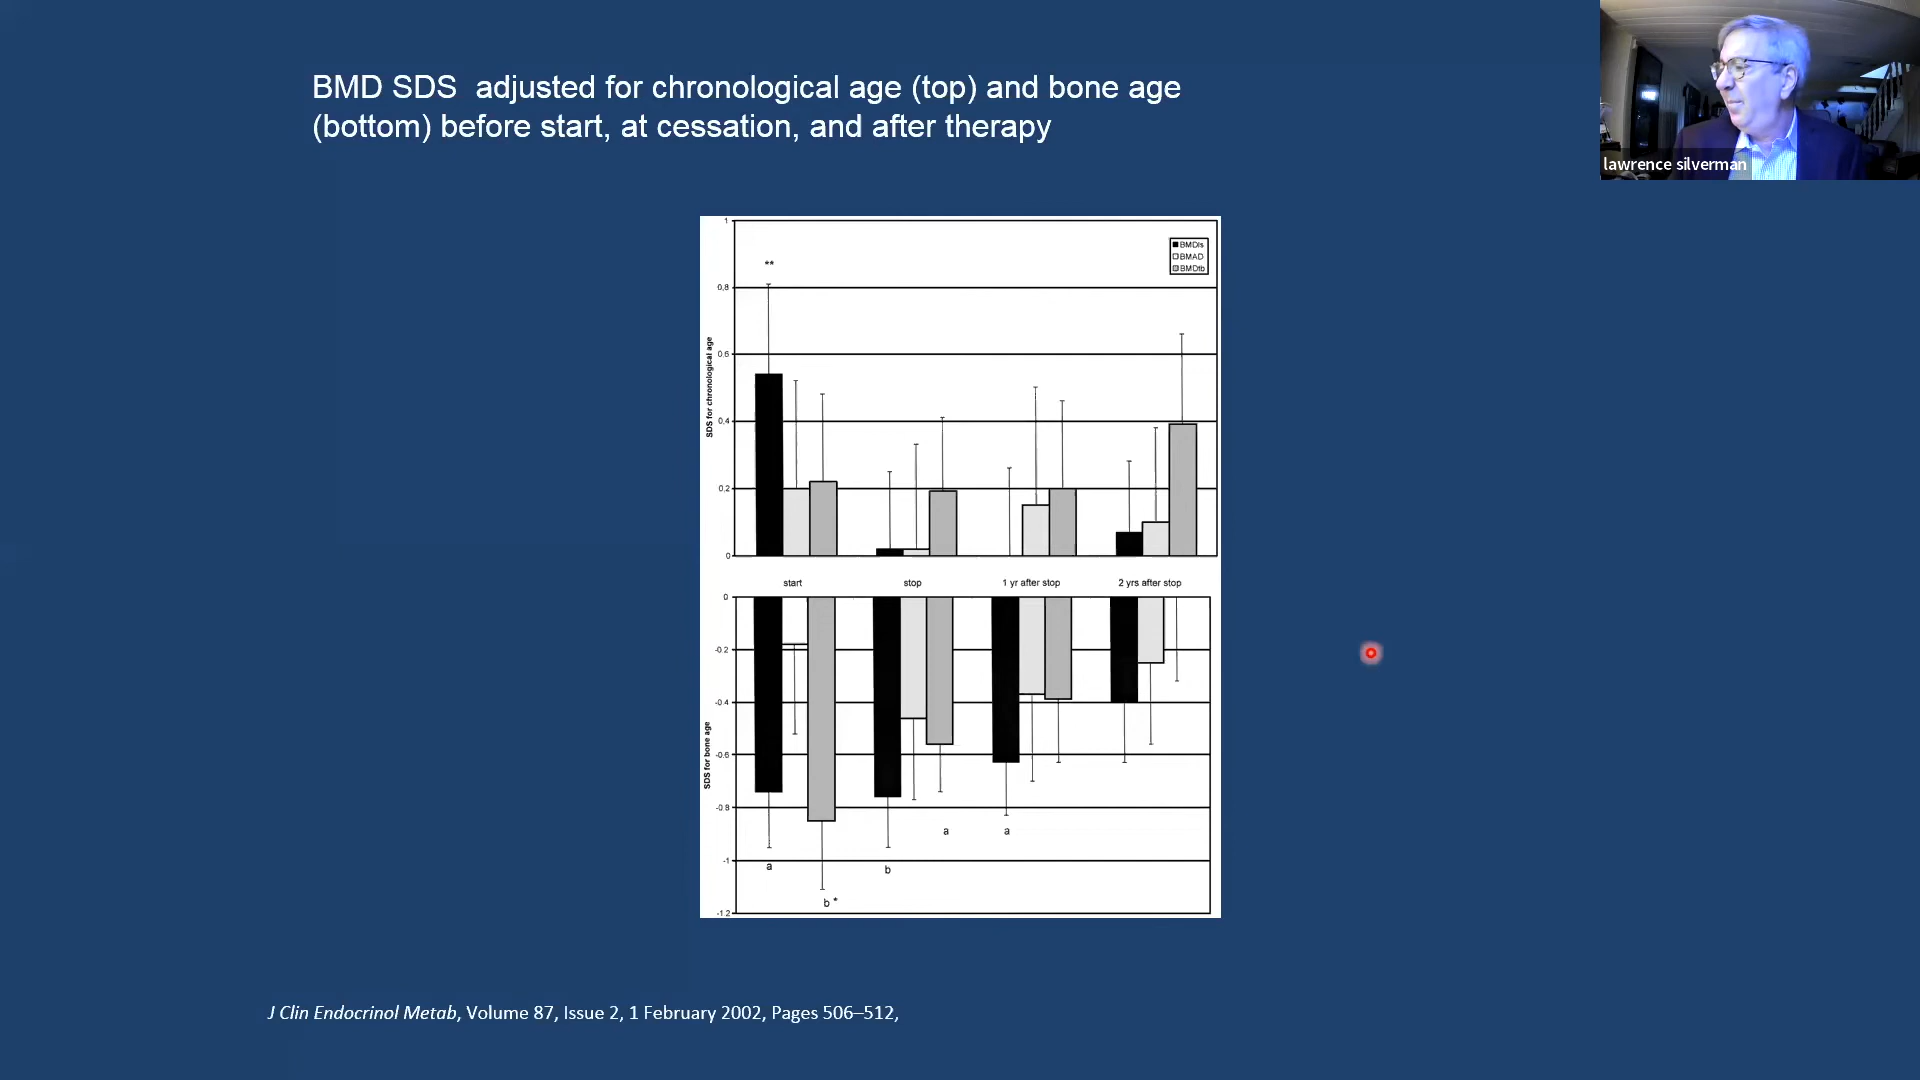 BMD SDS  adjusted for chronological age (top) and bone age
(bottom) before start, at cessation, and after therapy
lawrence silverman
1
BMDls
BMAD
BMDtb
**
0.8
0.6
0.4
0.2
0
SDS for chronological age
start
stop
1 yr after stop
2 yrs after stop
0
-0.2
-0.4
-0.6
-0.8
-1
-1.2
SDS for bone age
a
a
a
b
b *
J Clin Endocrinol Metab, Volume 87, Issue 2, 1 February 2002, Pages 506–512,